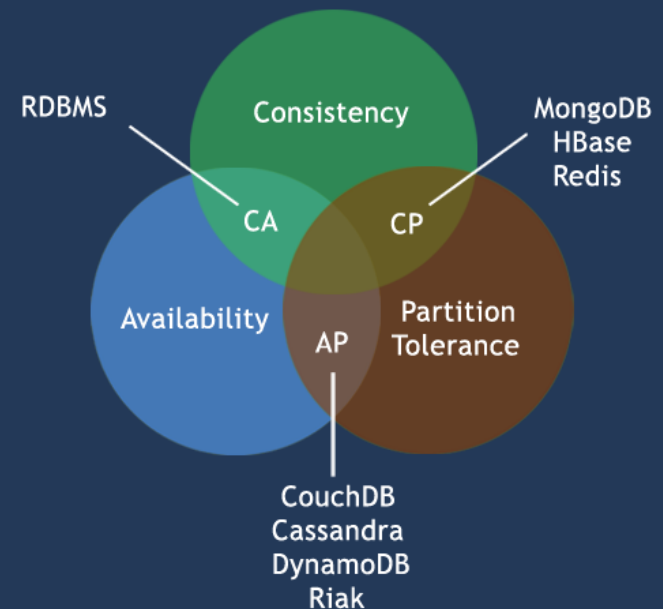 RDBMS
Consistency
MongoDB
HBase
Redis
CA
CP
Availability
Partition
Tolerance
AP
CouchDB
Cassandra
DynamoDB
Riak